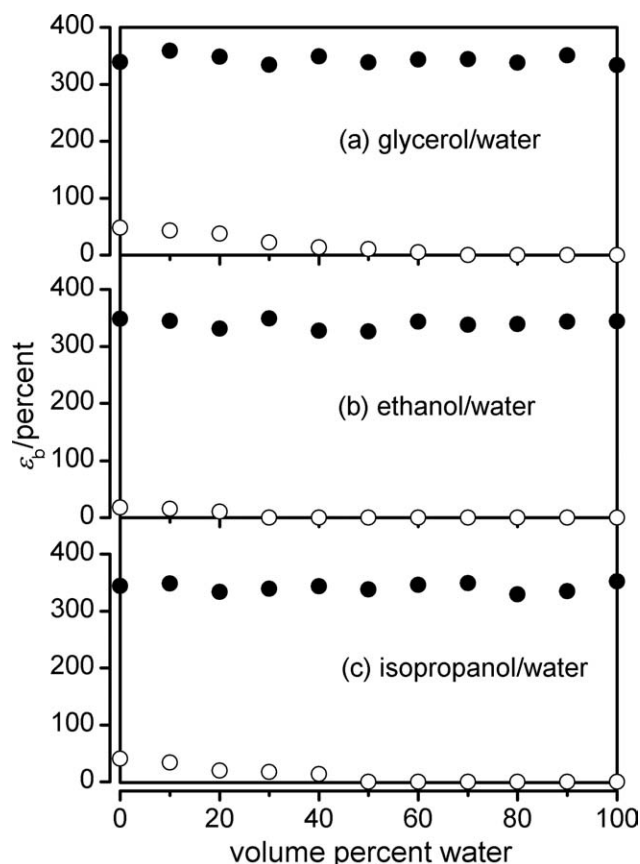 400
300
200
100
0
(a) glycerol/water
400
300
200
100
0
(b) ethanol/water
400
300
200
100
0
(c) isopropanol/water
εb/percent
0 20 40 60 80 100
volume percent water